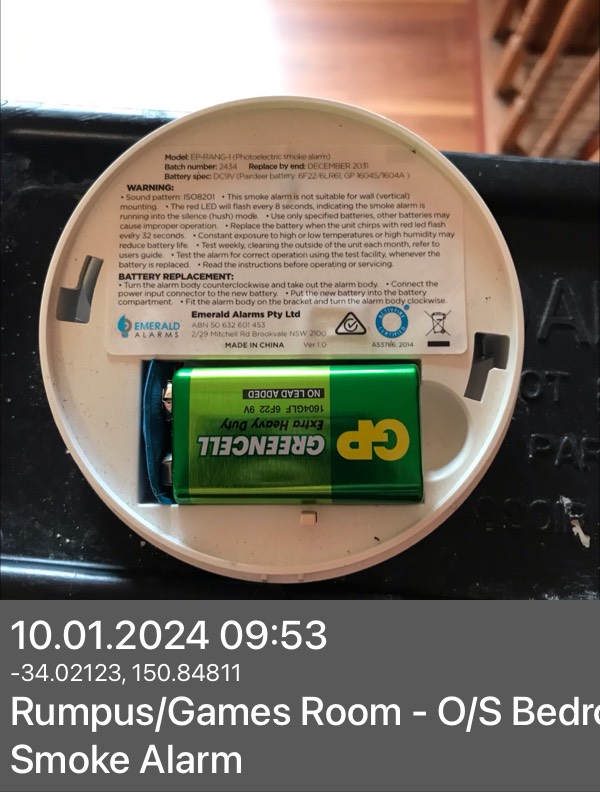 Model: EP-RANG-1 (Photoelectric smoke alarm)
Batch number: 2434 Replace by end: DECEMBER 2031
Battery spec: DC9V (Pairdeer battery: 6F22/6LR61, GP 1604S/1604A )
WARNING:
• Sound pattern: ISO8201 • This smoke alarm is not suitable for wall (vertical)
mounting. • The red LED will flash every 8 seconds, indicating the smoke alarm is
running into the silence (hush) mode. • Use only specified batteries, other batteries may
cause improper operation. • Replace the battery when the unit chirps with red led flash
every 32 seconds. • Constant exposure to high or low temperatures or high humidity may
reduce battery life. • Test weekly, cleaning the outside of the unit each month, refer to
users guide. • Test the alarm for correct operation using the test facility, whenever the
battery is replaced. • Read the instructions before operating or servicing.
BATTERY REPLACEMENT:
• Turn the alarm body counterclockwise and take out the alarm body. • Connect the
power input connector to the new battery. • Put the new battery into the battery
compartment. • Fit the alarm body on the bracket and turn the alarm body clockwise.
EMERALD
ALARMS
Emerald Alarms Pty Ltd
ABN 50 632 601 453
2/29 Mitchell Rd Brookvale NSW 2100
MADE IN CHINA Ver 1.0
AS3786: 2014
GP GREENCELL
Extra Heavy Duty
1604GLF 6F22 9V
NO LEAD ADDED
10.01.2024 09:53
-34.02123, 150.84811
Rumpus/Games Room - O/S Bedro
Smoke Alarm